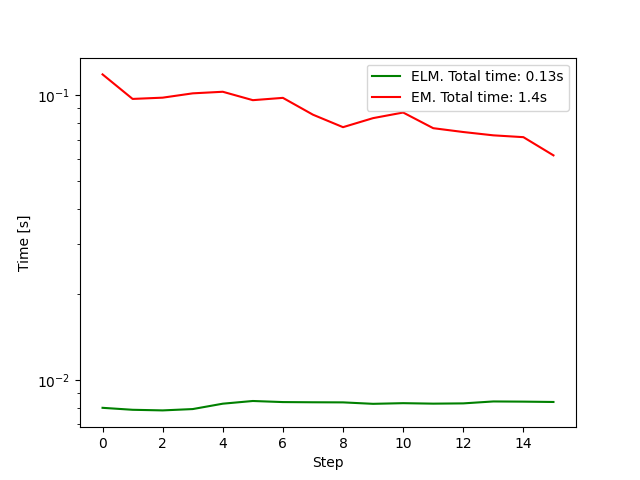 ELM. Total time: 0.13s
EM. Total time: 1.4s
10⁻¹
Time [s]
10⁻²
0 2 4 6 8 10 12 14
Step